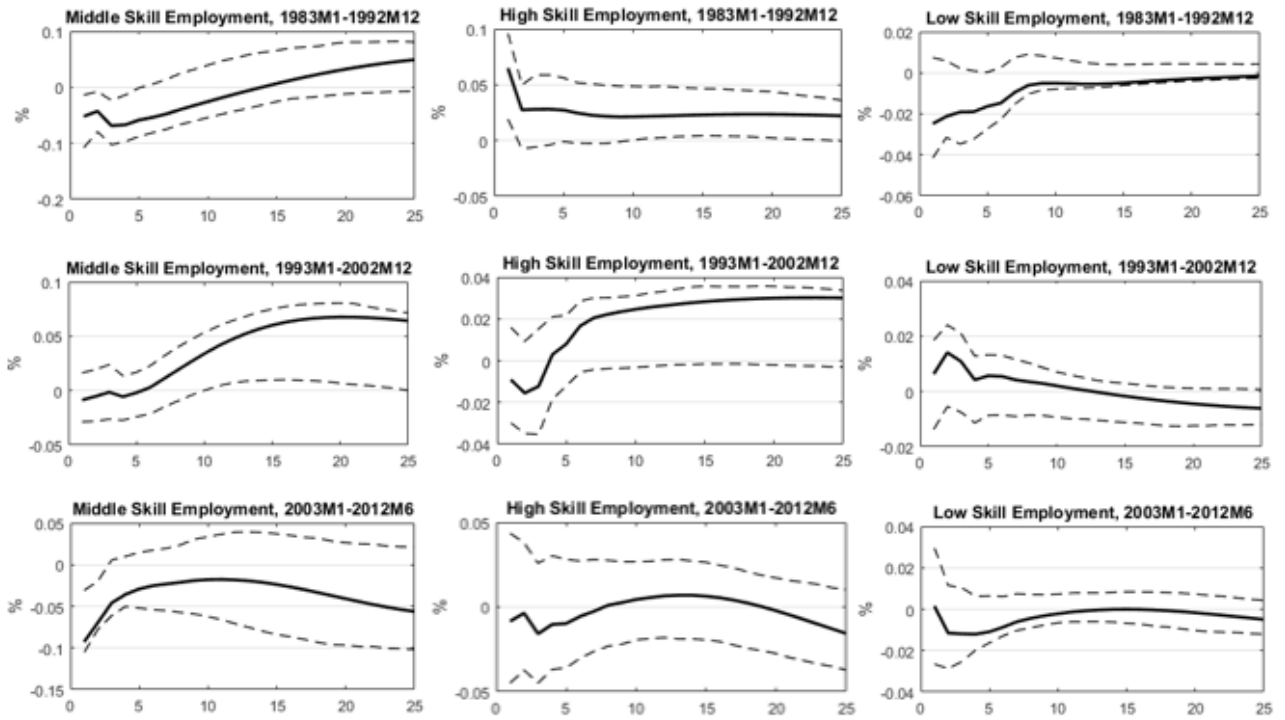 Middle Skill Employment, 1983M1-1992M12
0.1
0
-0.1
-0.2
%
0 5 10 15 20 25
High Skill Employment, 1983M1-1992M12
0.1
0.05
0
-0.05
%
0 5 10 15 20 25
Low Skill Employment, 1983M1-1992M12
0.02
0
-0.02
-0.04
-0.06
%
0 5 10 15 20 25
Middle Skill Employment, 1993M1-2002M12
0.1
0.05
0
-0.05
%
0 5 10 15 20 25
High Skill Employment, 1993M1-2002M12
0.04
0.02
0
-0.02
-0.04
%
0 5 10 15 20 25
Low Skill Employment, 1993M1-2002M12
0.04
0.02
0
-0.02
%
0 5 10 15 20 25
Middle Skill Employment, 2003M1-2012M6
0.05
0
-0.05
-0.1
-0.15
%
0 5 10 15 20 25
High Skill Employment, 2003M1-2012M6
0.05
0
-0.05
%
0 5 10 15 20 25
Low Skill Employment, 2003M1-2012M6
0.04
0.02
0
-0.02
-0.04
%
0 5 10 15 20 25